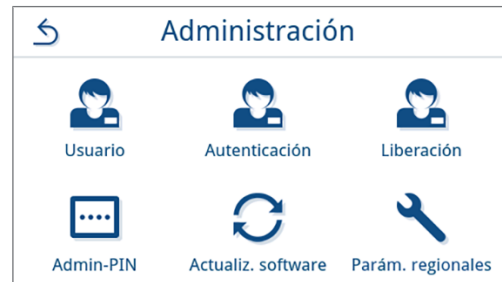 Administración
Usuario
Autenticación
Liberación
Admin-PIN
Actualiz. software
Parám. regionales